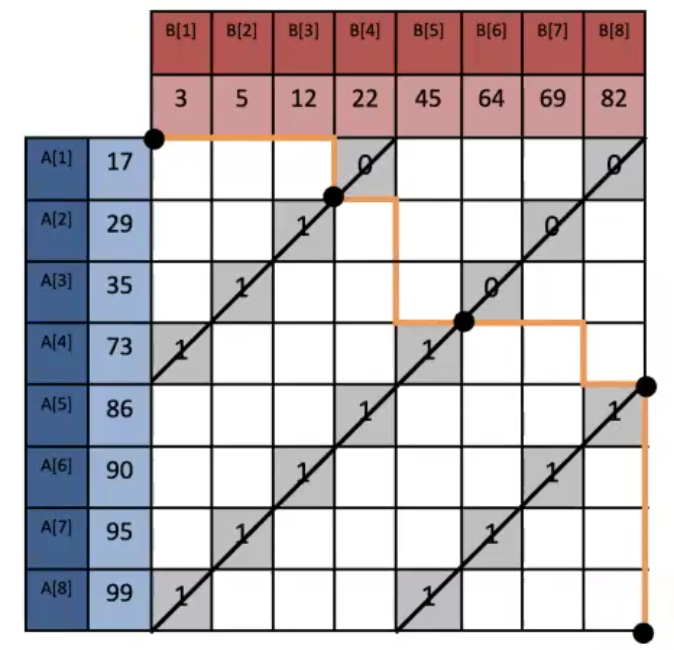 B[1] B[2] B[3] B[4] B[5] B[6] B[7] B[8]
3 5 12 22 45 64 69 82
A[1] 17 0 0
A[2] 29 1 0
A[3] 35 1 0
A[4] 73 1 1
A[5] 86 1 1
A[6] 90 1 1
A[7] 95 1 1
A[8] 99 1 1